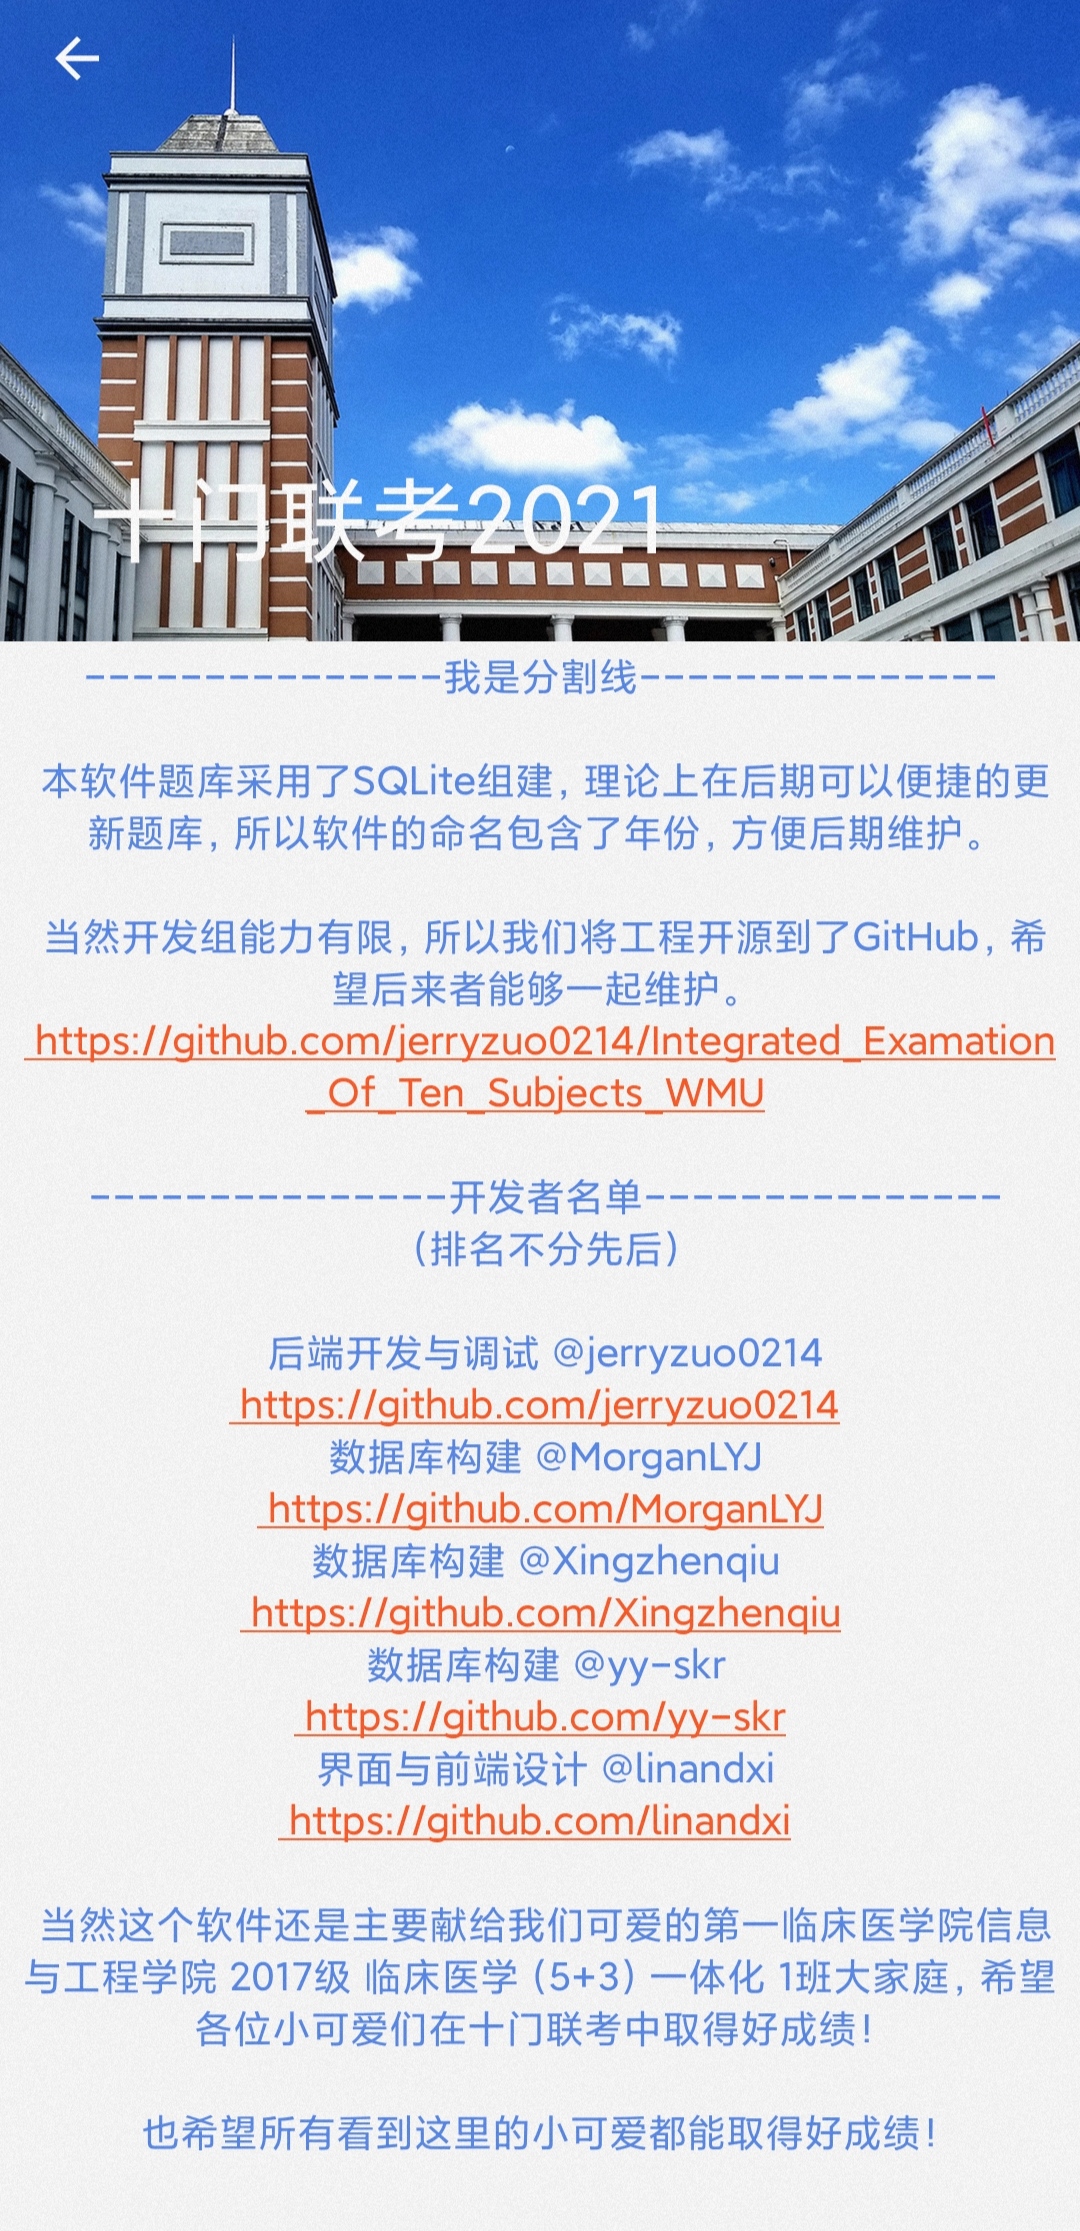 十门联考2021
---------------我是分割线---------------
本软件题库采用了SQLite组建，理论上在后期可以便捷的更
新题库，所以软件的命名包含了年份，方便后期维护。
当然开发组能力有限，所以我们将工程开源到了GitHub，希
望后来者能够一起维护。
https://github.com/jerryzuo0214/Integrated_Examation
_Of_Ten_Subjects_WMU
---------------开发者名单---------------
（排名不分先后）
后端开发与调试 @jerryzuo0214
https://github.com/jerryzuo0214
数据库构建 @MorganLYJ
https://github.com/MorganLYJ
数据库构建 @Xingzhenqiu
https://github.com/Xingzhenqiu
数据库构建 @yy-skr
https://github.com/yy-skr
界面与前端设计 @linandxi
https://github.com/linandxi
当然这个软件还是主要献给我们可爱的第一临床医学院信息
与工程学院 2017级 临床医学（5+3）一体化 1班大家庭，希望
各位小可爱们在十门联考中取得好成绩！
也希望所有看到这里的小可爱都能取得好成绩！